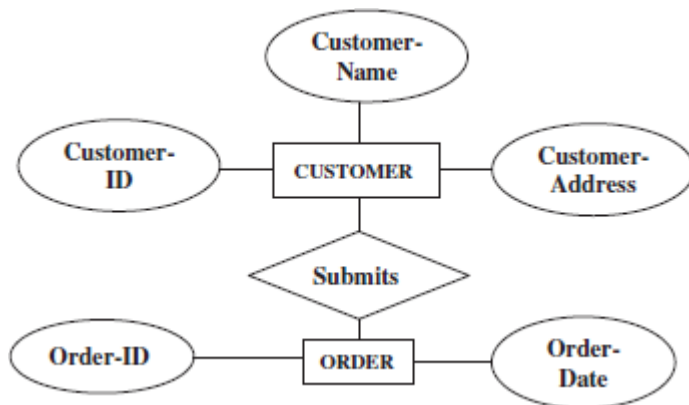 Customer-
Name
Customer-
ID
CUSTOMER
Customer-
Address
Submits
Order-ID
ORDER
Order-
Date